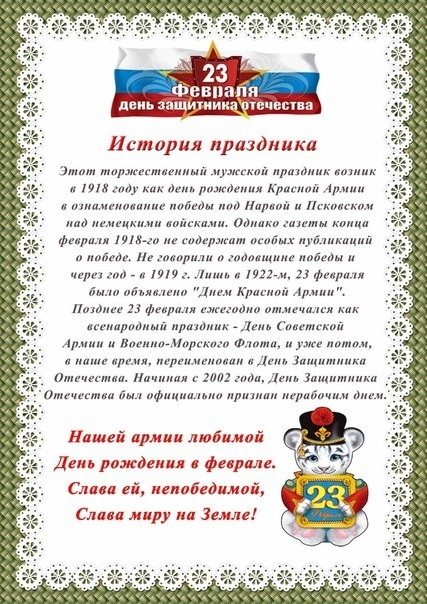 23
Февраля
день защитника отечества
История праздника
Этот торжественный мужской праздник возник
в 1918 году как день рождения Красной Армии
в ознаменование победы под Нарвой и Псковском
над немецкими войсками. Однако газеты конца
февраля 1918-го не содержат особых публикаций
о победе. Не говорили о годовщине победы и
через год - в 1919 г. Лишь в 1922-м, 23 февраля
было объявлено "Днем Красной Армии".
Позднее 23 февраля ежегодно отмечался как
всенародный праздник - День Советской
Армии и Военно-Морского Флота, и уже потом,
в наше время, переименован в День Защитника
Отечества. Начиная с 2002 года, День Защитника
Отечества был официально признан нерабочим днем.
Нашей армии любимой
День рождения в феврале.
Слава ей, непобедимой,
Слава миру на Земле!
23